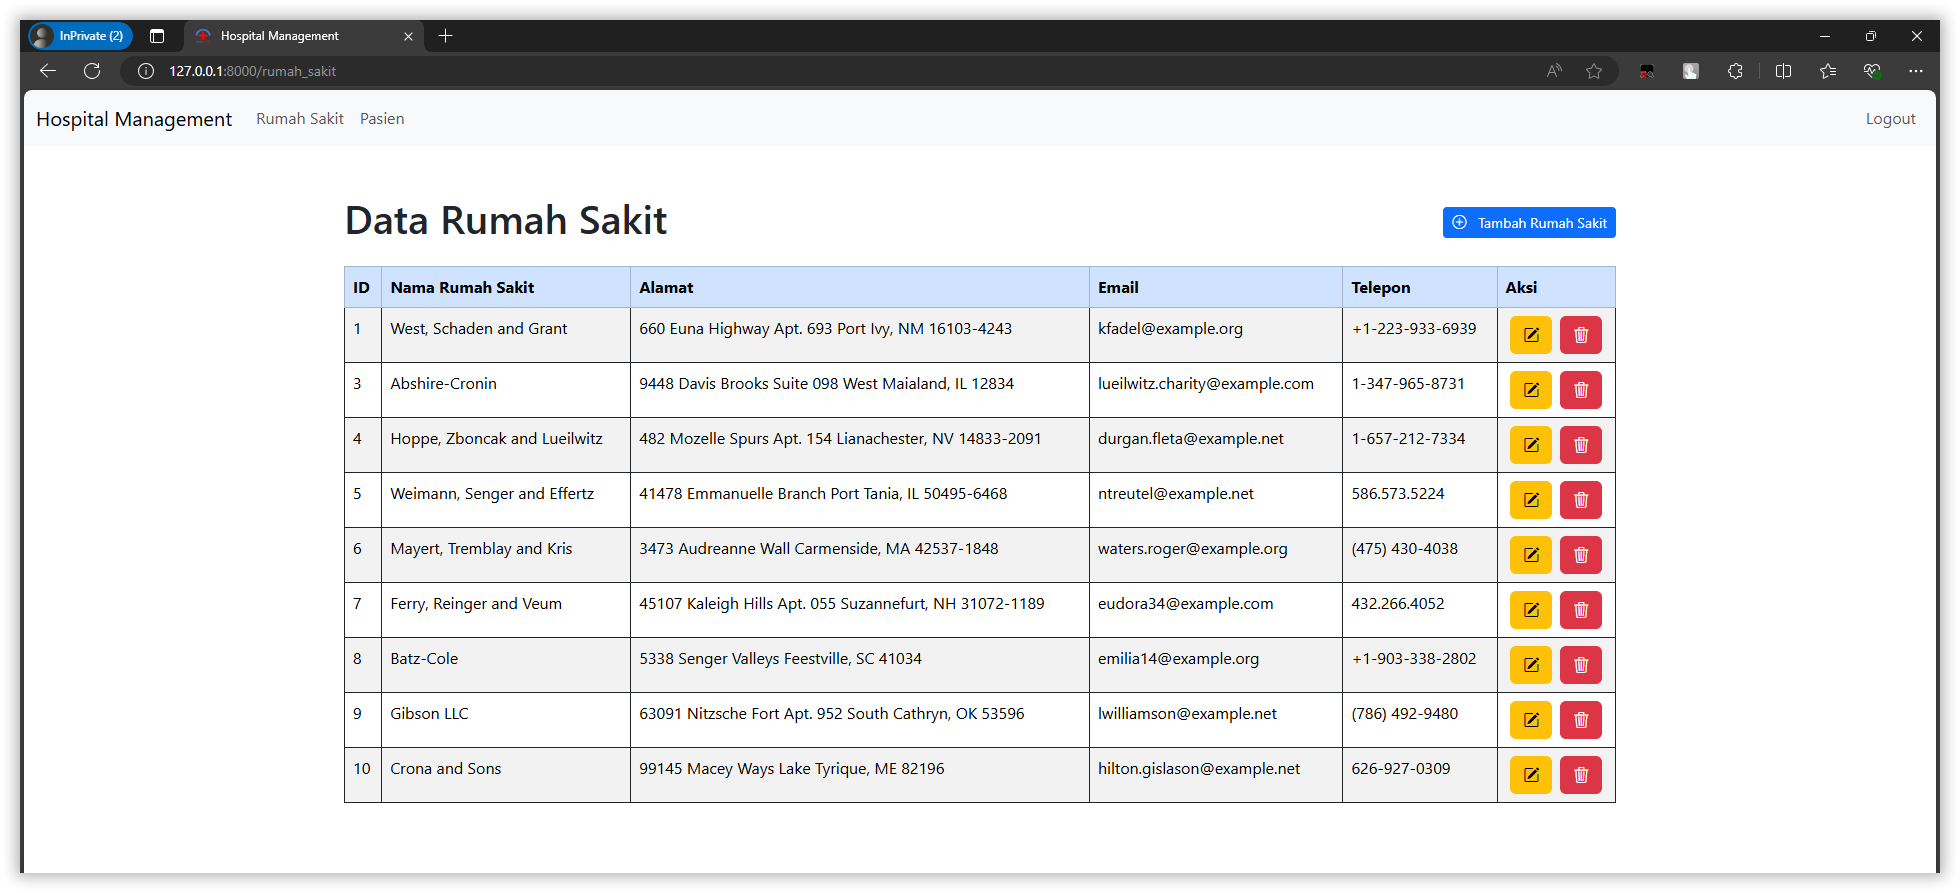 InPrivate (2)
Hospital Management
127.0.0.1:8000/rumah_sakit
Hospital Management Rumah Sakit Pasien Logout
Data Rumah Sakit
Tambah Rumah Sakit
ID Nama Rumah Sakit Alamat Email Telepon Aksi
1 West, Schaden and Grant 660 Euna Highway Apt. 693 Port Ivy, NM 16103-4243 kfadel@example.org +1-223-933-6939
3 Abshire-Cronin 9448 Davis Brooks Suite 098 West Maialand, IL 12834 lueilwitz.charity@example.com 1-347-965-8731
4 Hoppe, Zboncak and Lueilwitz 482 Mozelle Spurs Apt. 154 Lianachester, NV 14833-2091 durgan.fleta@example.net 1-657-212-7334
5 Weimann, Senger and Effertz 41478 Emmanuelle Branch Port Tania, IL 50495-6468 ntreutel@example.net 586.573.5224
6 Mayert, Tremblay and Kris 3473 Audreanne Wall Carmenside, MA 42537-1848 waters.roger@example.org (475) 430-4038
7 Ferry, Reinger and Veum 45107 Kaleigh Hills Apt. 055 Suzannefurt, NH 31072-1189 eudora34@example.com 432.266.4052
8 Batz-Cole 5338 Senger Valleys Feestville, SC 41034 emilia14@example.org +1-903-338-2802
9 Gibson LLC 63091 Nitzsche Fort Apt. 952 South Cathryn, OK 53596 lwilliamson@example.net (786) 492-9480
10 Crona and Sons 99145 Macey Ways Lake Tyrique, ME 82196 hilton.gislason@example.net 626-927-0309